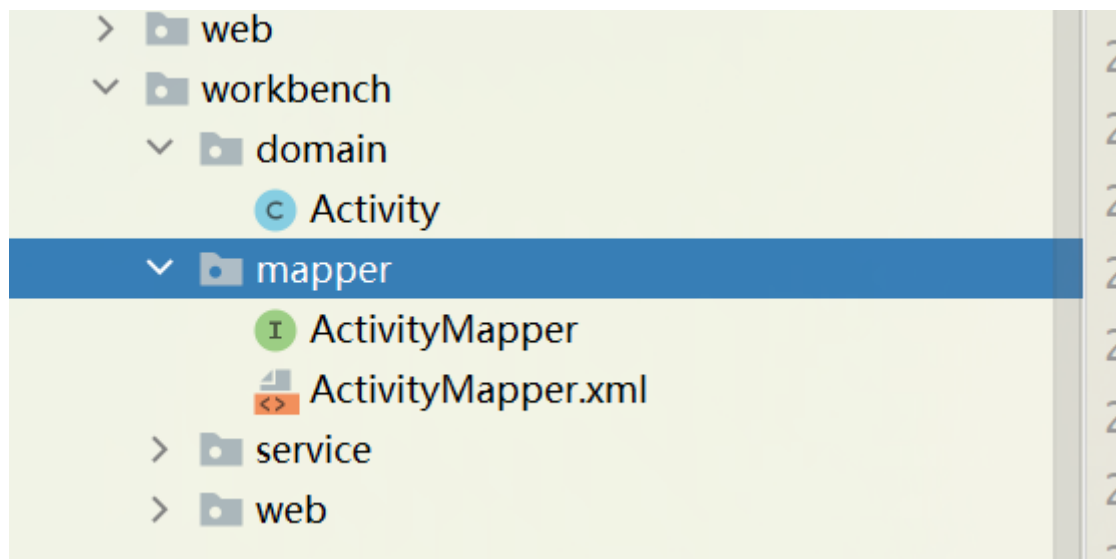 web
workbench
domain
C Activity
mapper
I ActivityMapper
<> ActivityMapper.xml
service
web